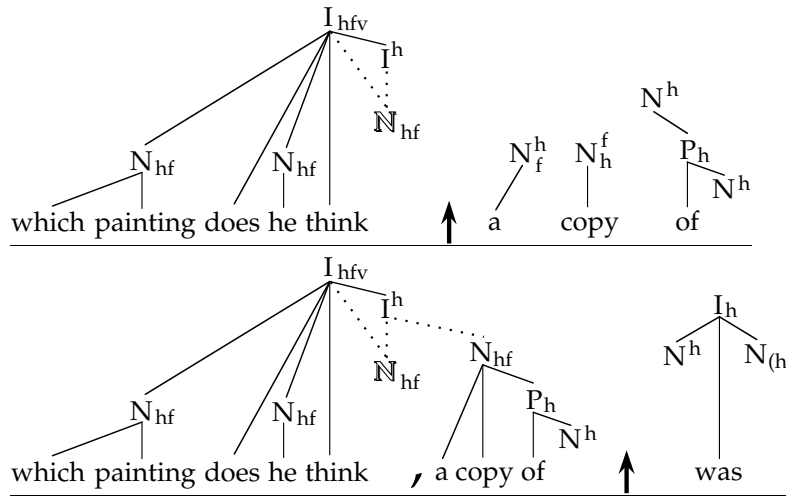 I hfv
I h
ℕ hf
N h
N hf
N hf
N h f
N f h
P h
N h
which painting does he think a copy of
I hfv
I h
ℕ hf
N hf
I h
N h
N (h
N hf
N hf
P h
N h
which painting does he think , a copy of was